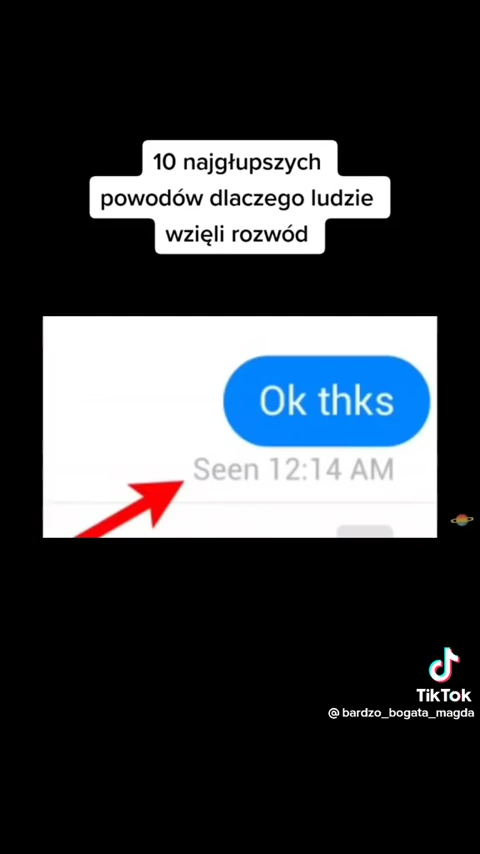 10 najgłupszych
powodów dlaczego ludzie
wzięli rozwód
Ok thks
Seen 12:14 AM
TikTok
@bardzo_bogata_magda